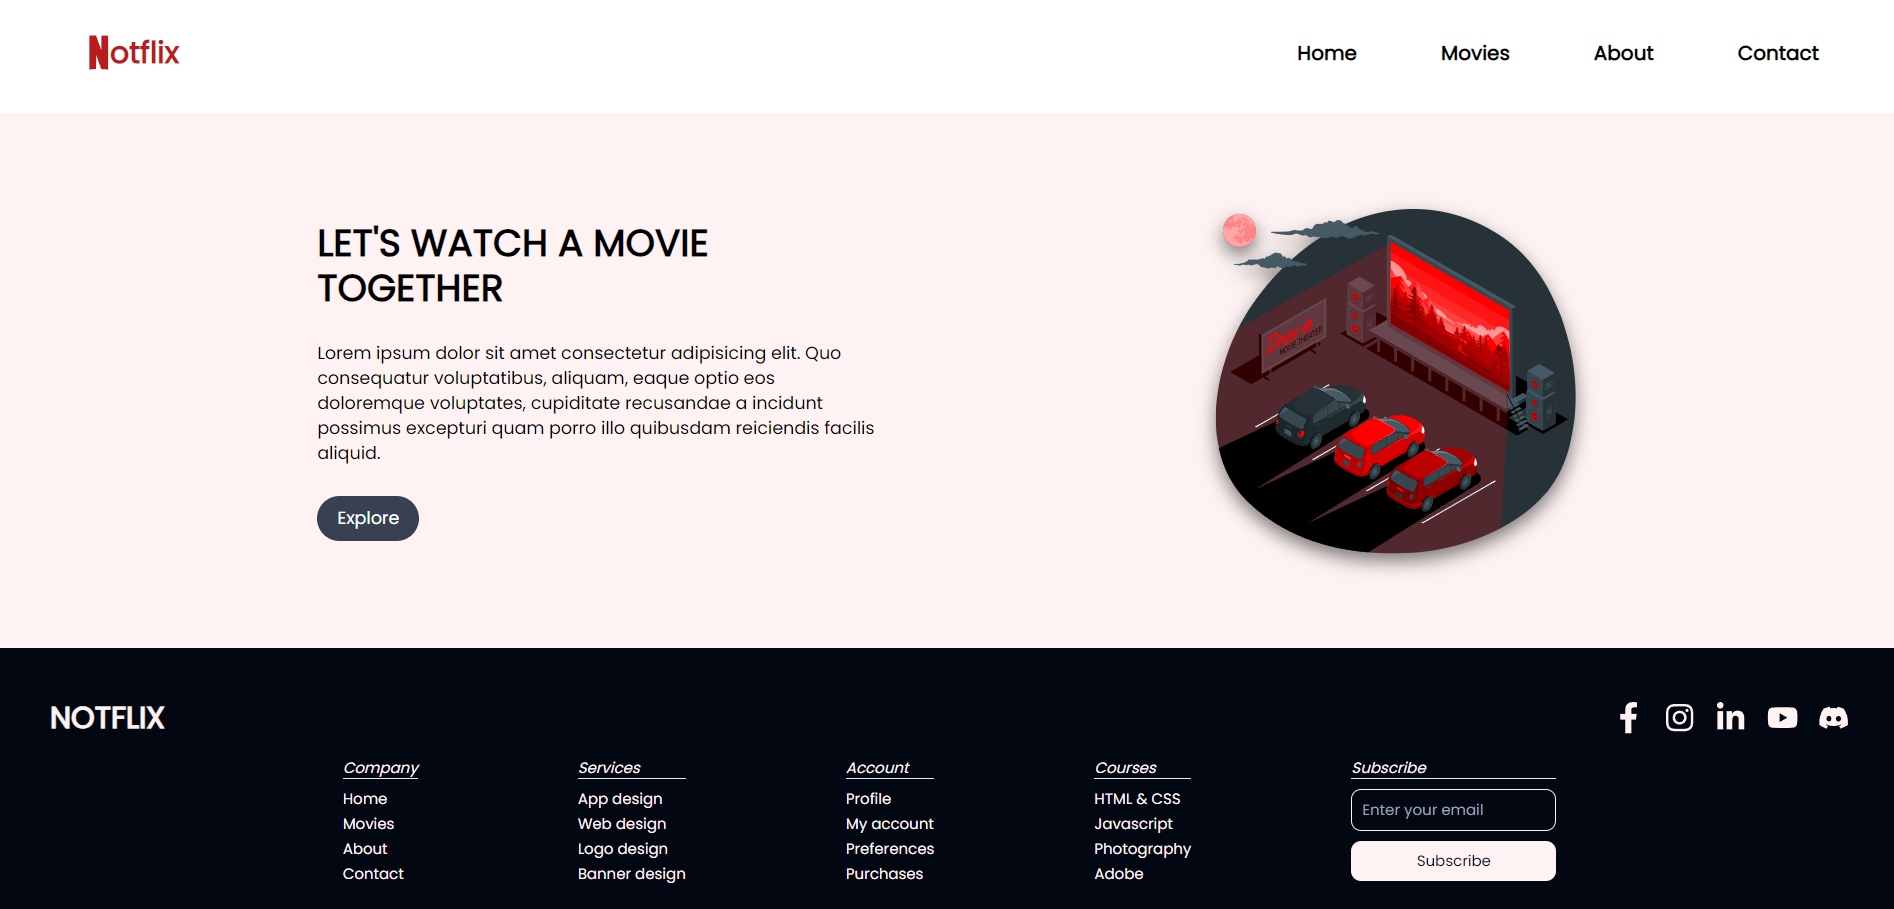 Notflix
Home Movies About Contact
LET'S WATCH A MOVIE
TOGETHER
Lorem ipsum dolor sit amet consectetur adipisicing elit. Quo
consequatur voluptatibus, aliquam, eaque optio eos
doloremque voluptates, cupiditate recusandae a incidunt
possimus excepturi quam porro illo quibusdam reiciendis facilis
aliquid.
Explore
MOVIE THEATER
NOTFLIX
Company
Home
Movies
About
Contact
Services
App design
Web design
Logo design
Banner design
Account
Profile
My account
Preferences
Purchases
Courses
HTML & CSS
Javascript
Photography
Adobe
Subscribe
Enter your email
Subscribe